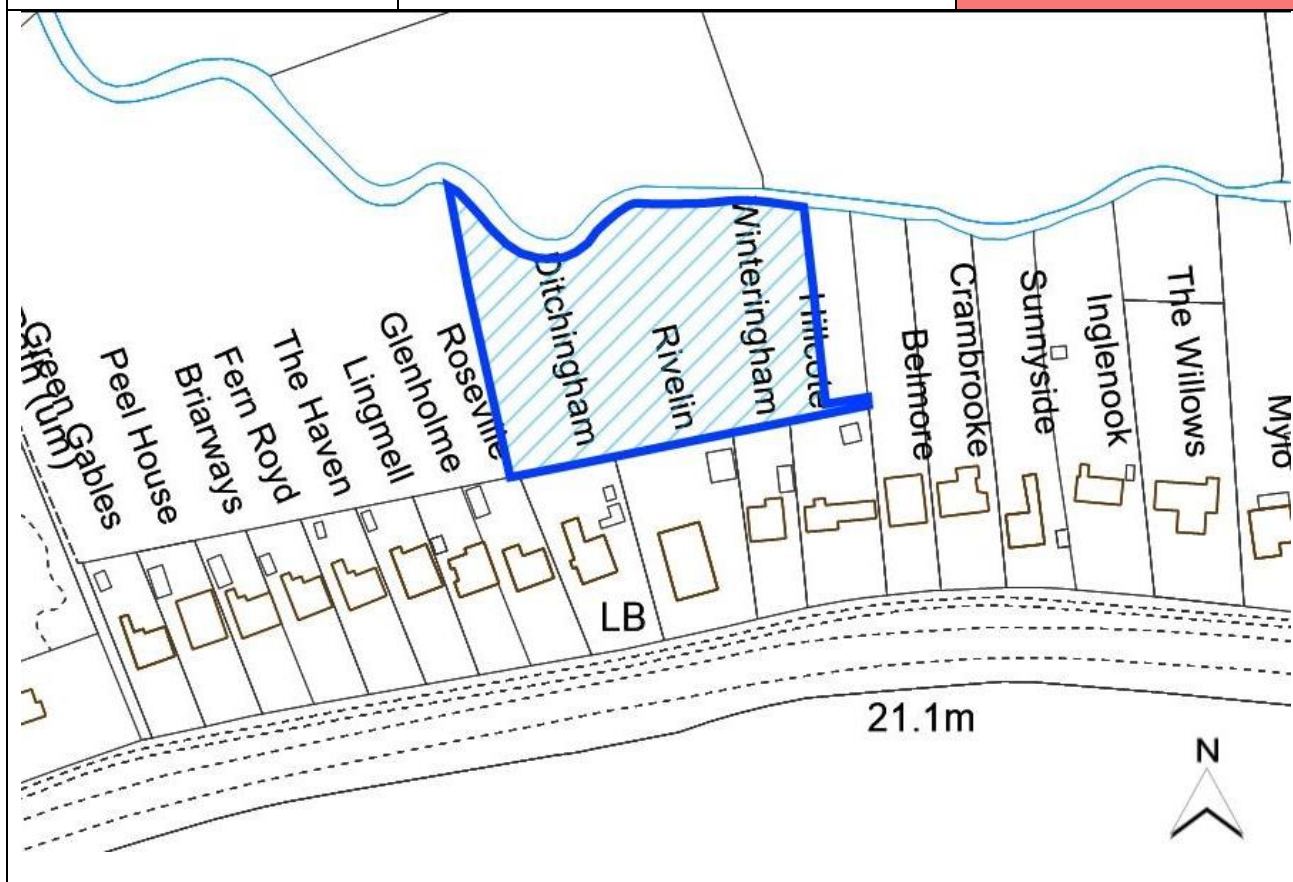 Green Gables
Peel House
Briarways
Fern Royd
The Haven
Lingmell
Glenholme
Roseville
Ditchingham
Rivelin
Winteringham
Hillcote
Belmore
Crambrooke
Sunnyside
Inglenook
The Willows
LB
21.1m
N